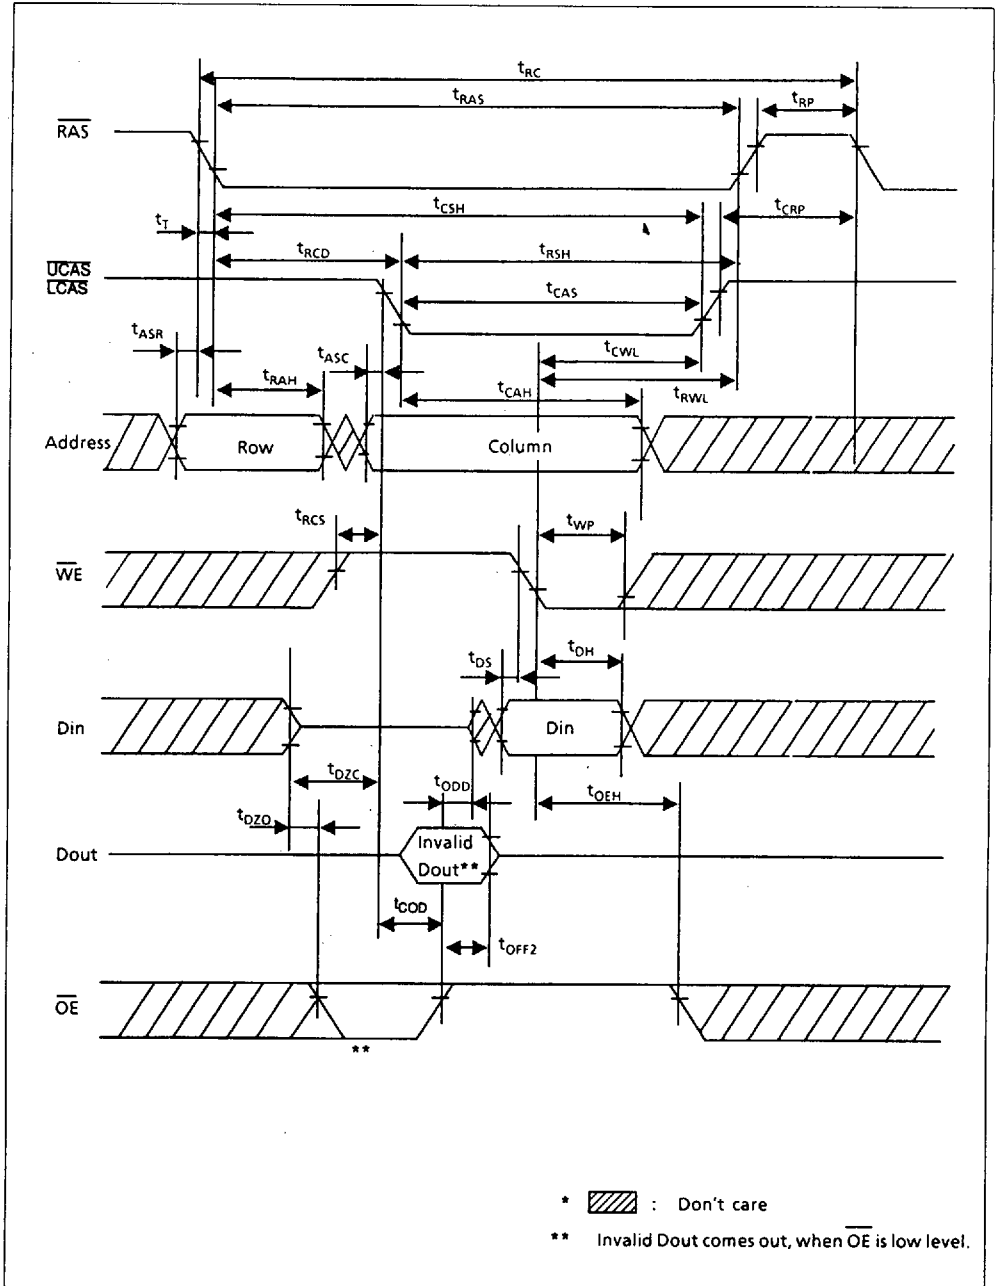 tRC
tRAS
tRP
RAS
tCSH
tCRP
tT
tRCD
tRSH
UCAS
LCAS
tCAS
tASR
tASC
tCWL
tRAH
tCAH
tRWL
Address
Row
Column
tRCS
tWP
WE
tDS
tDH
Din
Din
tDZC
tODD
tOEH
tDZO
Invalid
Dout
Dout**
tCOD
tOFF2
OE
**
* : Don't care
** Invalid Dout comes out, when OE is low level.